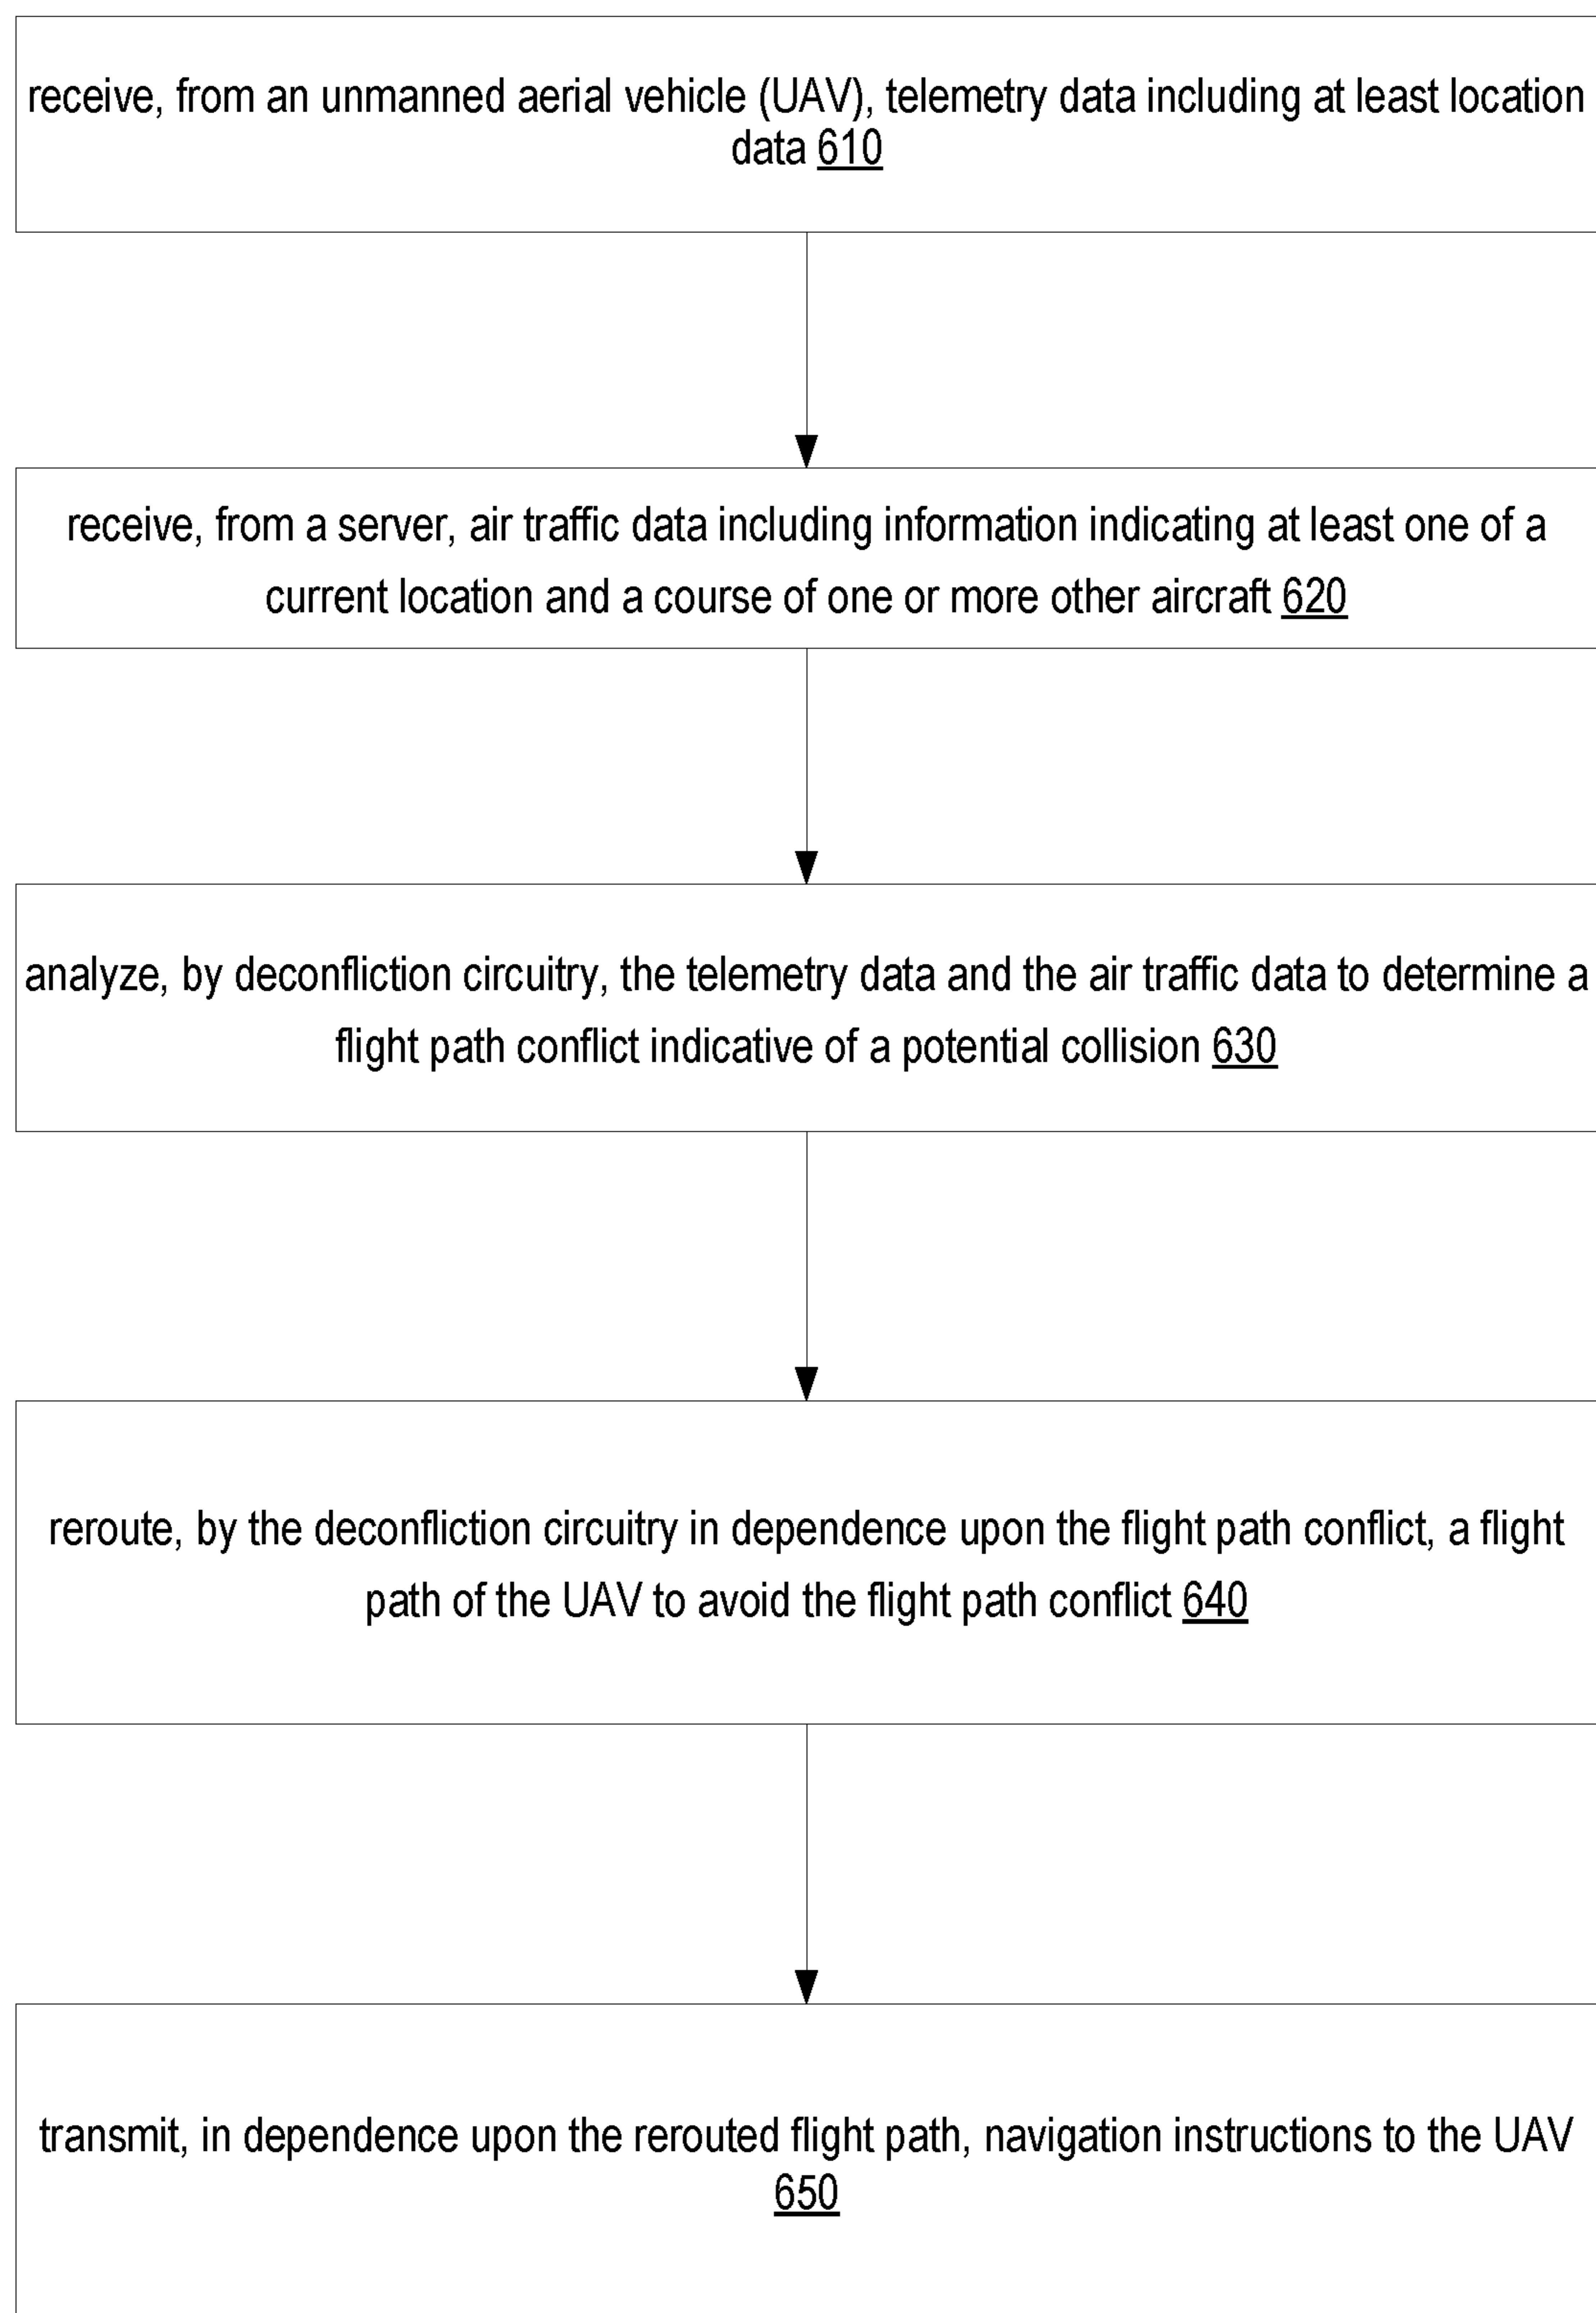 receive, from an unmanned aerial vehicle (UAV), telemetry data including at least location
data 610
receive, from a server, air traffic data including information indicating at least one of a
current location and a course of one or more other aircraft 620
analyze, by deconfliction circuitry, the telemetry data and the air traffic data to determine a
flight path conflict indicative of a potential collision 630
reroute, by the deconfliction circuitry in dependence upon the flight path conflict, a flight
path of the UAV to avoid the flight path conflict 640
transmit, in dependence upon the rerouted flight path, navigation instructions to the UAV
650